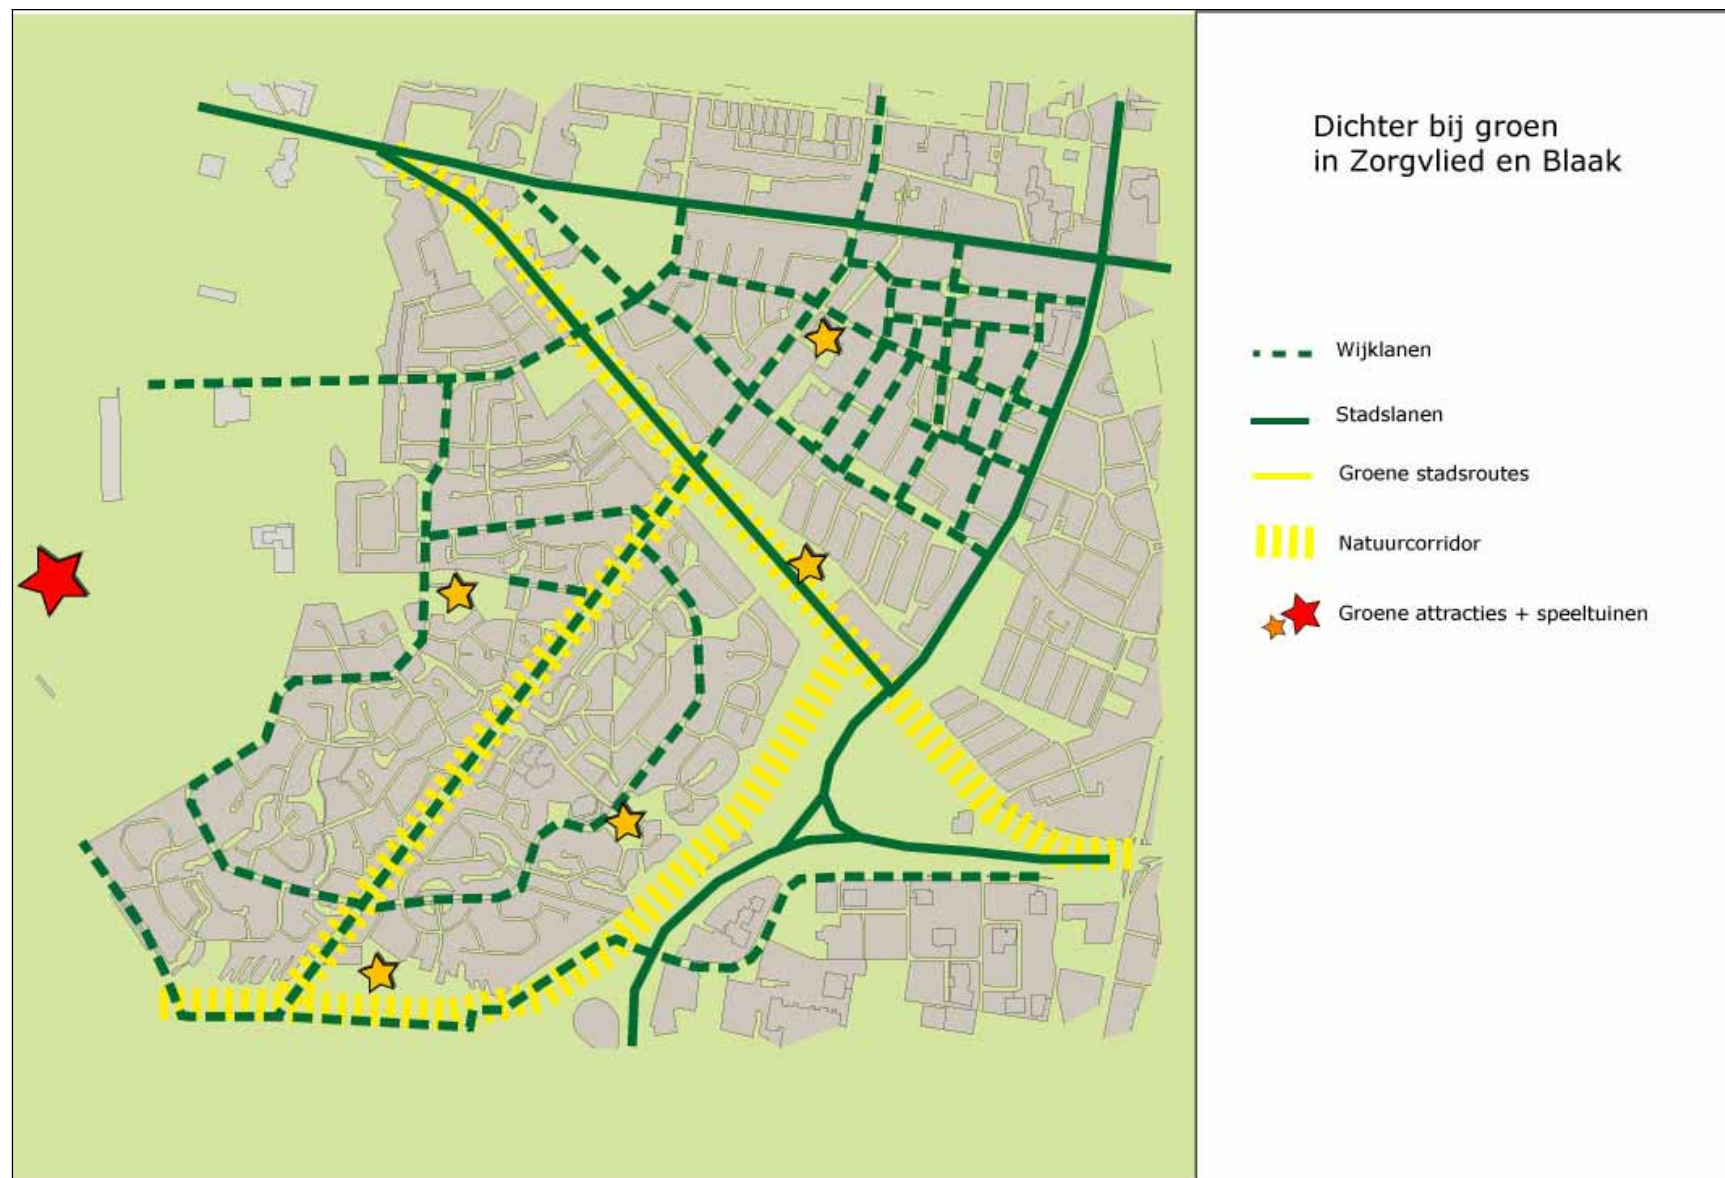 Dichter bij groen
in Zorgvlied en Blaak
Wijklanen
Stadslanen
Groene stadsroutes
Natuurcorridor
Groene attracties + speeltuinen